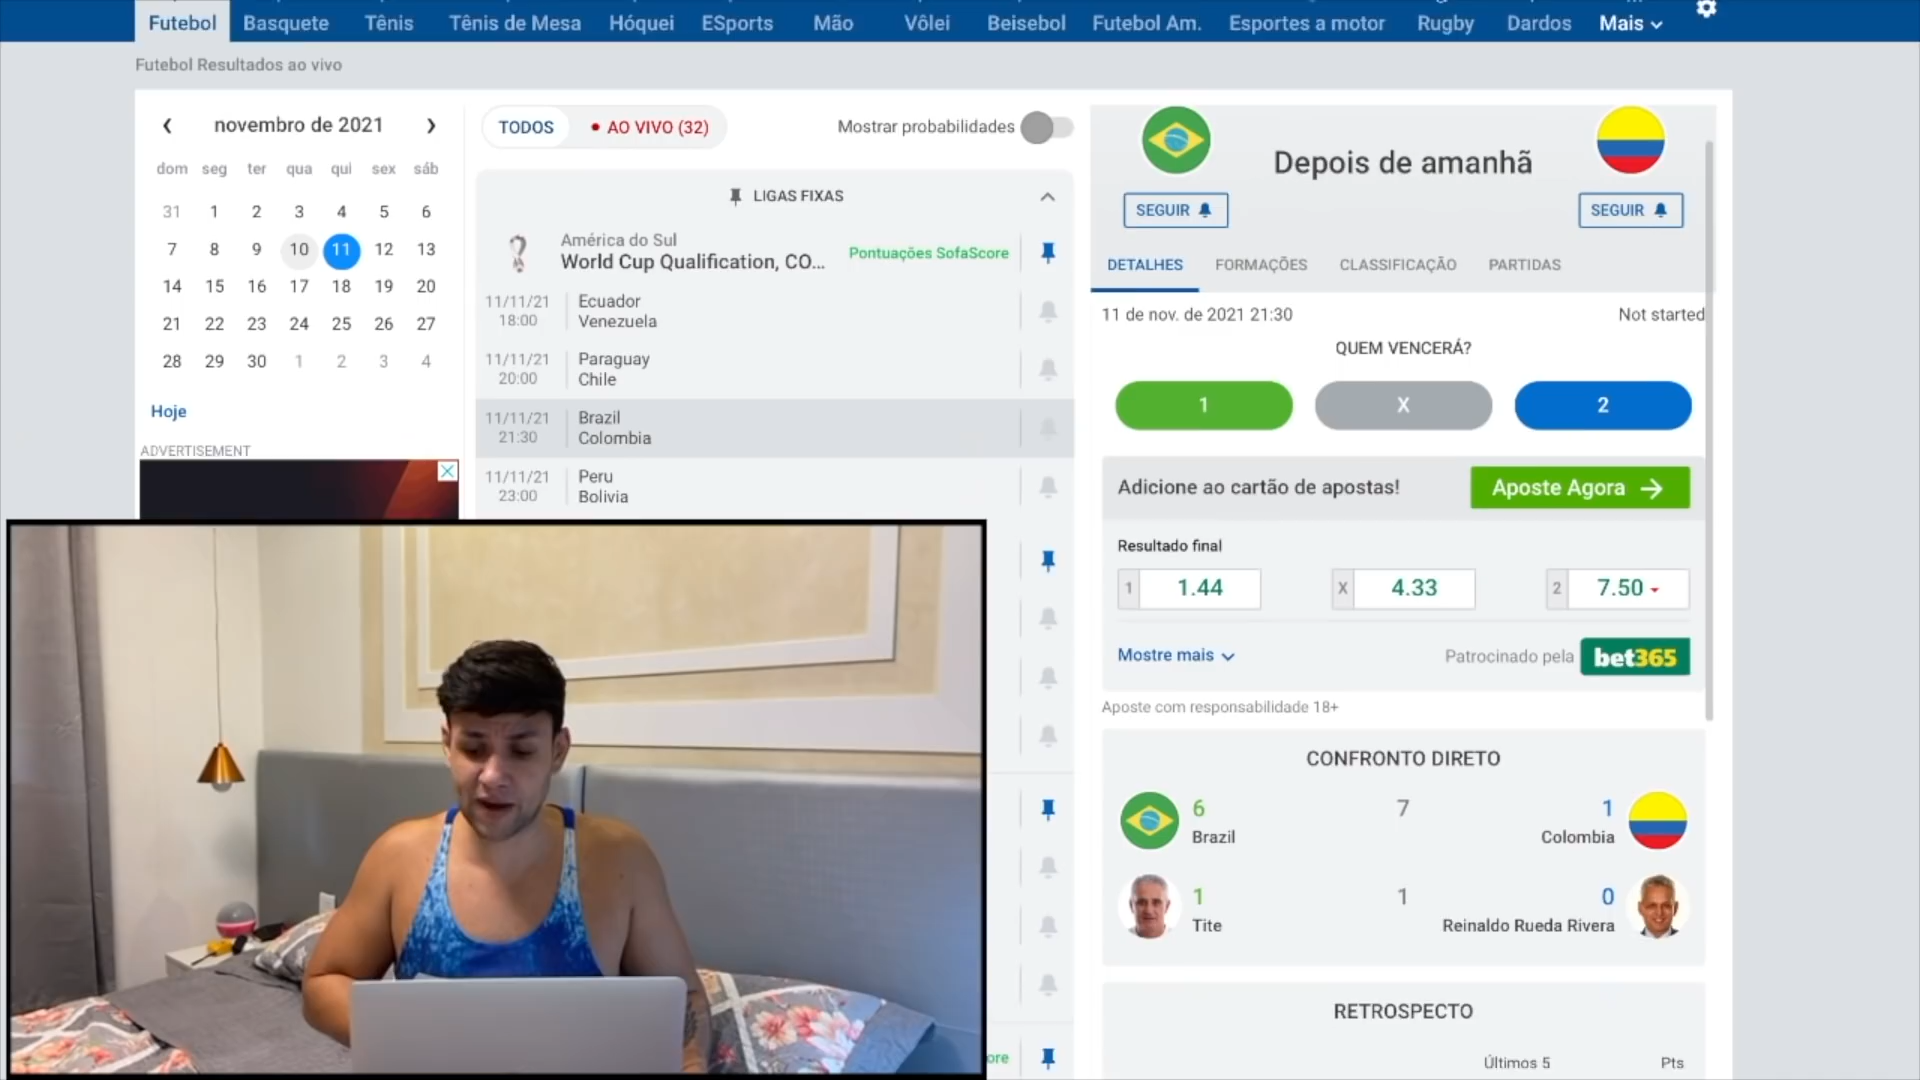 Futebol Basquete Tênis Tênis de Mesa Hóquei ESports Mão Vôlei Beisebol Futebol Am. Esportes a motor Rugby Dardos Mais
Futebol Resultados ao vivo
novembro de 2021
dom seg ter qua qui sex sáb
31 1 2 3 4 5 6
7 8 9 10 11 12 13
14 15 16 17 18 19 20
21 22 23 24 25 26 27
28 29 30 1 2 3 4
Hoje
ADVERTISEMENT
TODOS
AO VIVO (32)
Mostrar probabilidades
LIGAS FIXAS
América do Sul
World Cup Qualification, CO...
Pontuações SofaScore
11/11/21 Ecuador
18:00 Venezuela
11/11/21 Paraguay
20:00 Chile
11/11/21 Brazil
21:30 Colombia
11/11/21 Peru
23:00 Bolivia
ore
Depois de amanhã
SEGUIR
SEGUIR
DETALHES FORMAÇÕES CLASSIFICAÇÃO PARTIDAS
11 de nov. de 2021 21:30 Not started
QUEM VENCERÁ?
1 X 2
Adicione ao cartão de apostas!
Aposte Agora
Resultado final
1 1.44 X 4.33 2 7.50
Mostre mais
Patrocinado pela bet365
Aposte com responsabilidade 18+
CONFRONTO DIRETO
6 7 1
Brazil Colombia
1 1 0
Tite Reinaldo Rueda Rivera
RETROSPECTO
Últimos 5 Pts